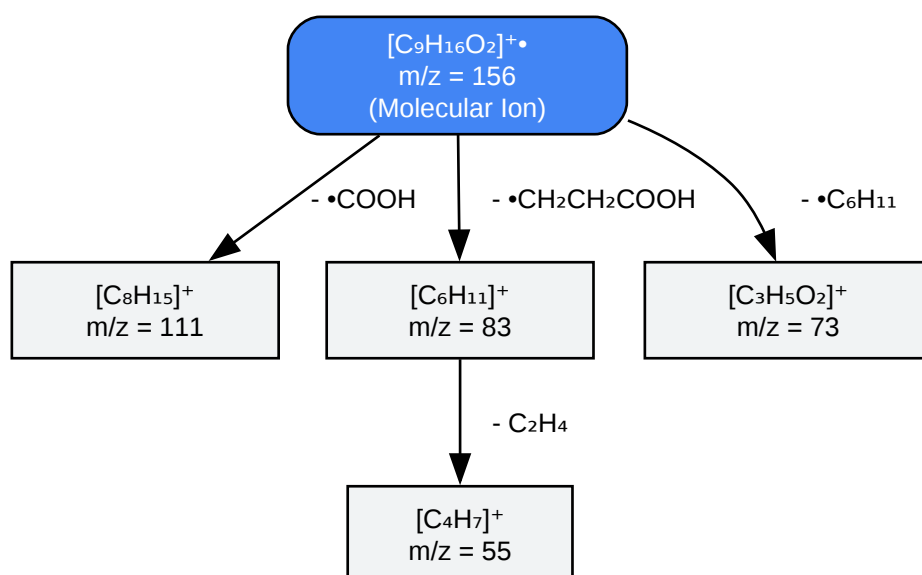 [C₉H₁₆O₂]⁺•
m/z = 156
(Molecular Ion)
- •COOH
- •CH₂CH₂COOH
- •C₆H₁₁
[C₈H₁₅]⁺
m/z = 111
[C₆H₁₁]⁺
m/z = 83
[C₃H₅O₂]⁺
m/z = 73
- C₂H₄
[C₄H₇]⁺
m/z = 55